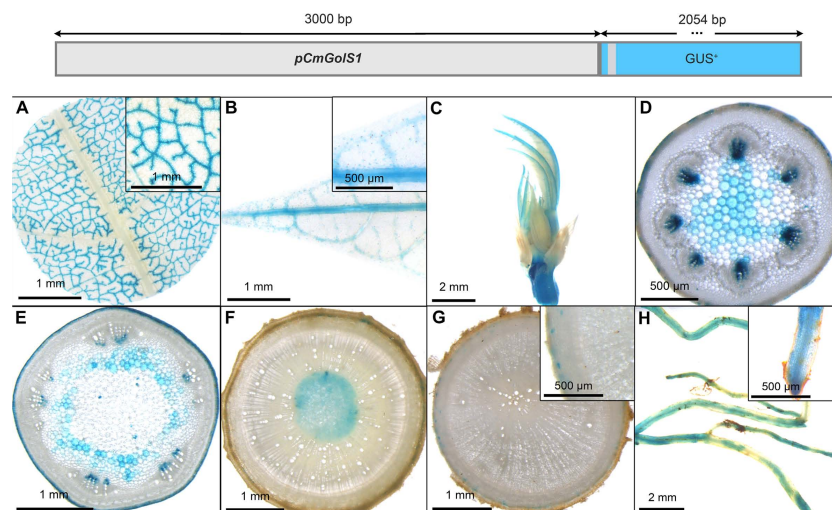 3000 bp 2054 bp
...
pCmGolS1 GUS+
A B C D
1 mm 500 µm
1 mm 1 mm 2 mm 500 µm
E F G H
500 µm 500 µm
1 mm 1 mm 1 mm 2 mm